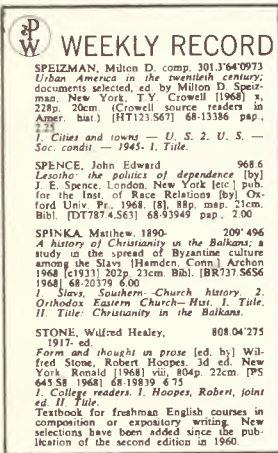 PW
WEEKLY RECORD
SPEIZMAN, Milton D. comp. 301.3'64'0973
Urban America in the twentieth century;
documents selected, ed. by Milton D. Speiz-
man, New York, T.Y. Crowell [1968] x,
228p. 20cm. (Crowell source readers in
Amer. hist.) [HT123.S67] 68-13386 pap.,
2.25
1. Cities and towns — U. S. 2. U. S. —
Soc. condit — 1945- I. Title.
SPENCE, John Edward 968.6
Lesotho: the politics of dependence [by]
J. E. Spence. London, New York [etc.] pub.
for the Inst. of Race Relations [by] Ox-
ford Univ. Pr., 1968. [8], 88p. map. 21cm.
Bibl. [DT787.4.S63] 68-93949 pap., 2.00
SPINKA, Matthew, 1890- 209'496
A history of Christianity in the Balkans; a
study in the spread of Byzantine culture
among the Slavs [Hamden, Conn.] Archon
1968 [c1933] 202p. 23cm. Bibl. [BR737.S6S6
1968] 68-20379 6.00
1. Slavs, Southern—Church history. 2.
Orthodox Eastern Church—Hist. I. Title.
II. Title: Christianity in the Balkans.
STONE, Wilfred Healey, 808.04'275
1917- ed.
Form and thought in prose [ed. by] Wil-
fred Stone, Robert Hoopes. 3d ed. New
York, Ronald [1968] viii, 804p. 22cm. [PS
645.S8 1968] 68-19839 6.75
1. College readers. I. Hoopes, Robert, joint
ed. II. Title.
Textbook for freshman English courses in
composition or expository writing. New
selections have been added since the pub-
lication of the second edition in 1960.